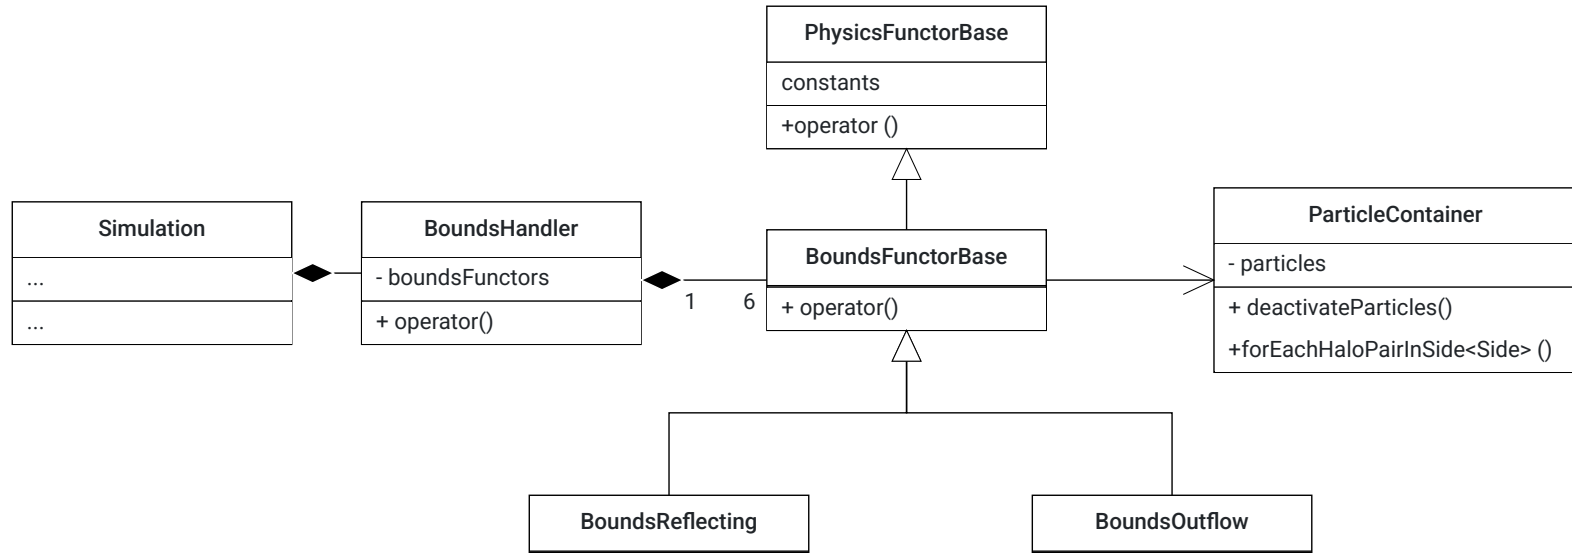 PhysicsFunctorBase
constants
+operator ()
Simulation
...
...
BoundsHandler
- boundsFunctors
+ operator()
1
6
BoundsFunctorBase
+ operator()
ParticleContainer
- particles
+ deactivateParticles()
+forEachHaloPairInSide<Side> ()
BoundsReflecting
BoundsOutflow